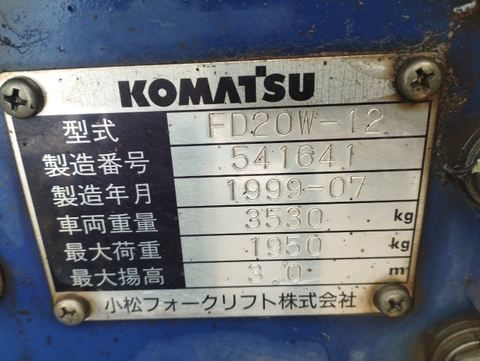 KOMATSU
型式 FD20W-12
製造番号 541641
製造年月 1999-07
車両重量 3530 kg
最大荷重 1950 kg
最大揚高 3.0 m
小松フォークリフト株式会社